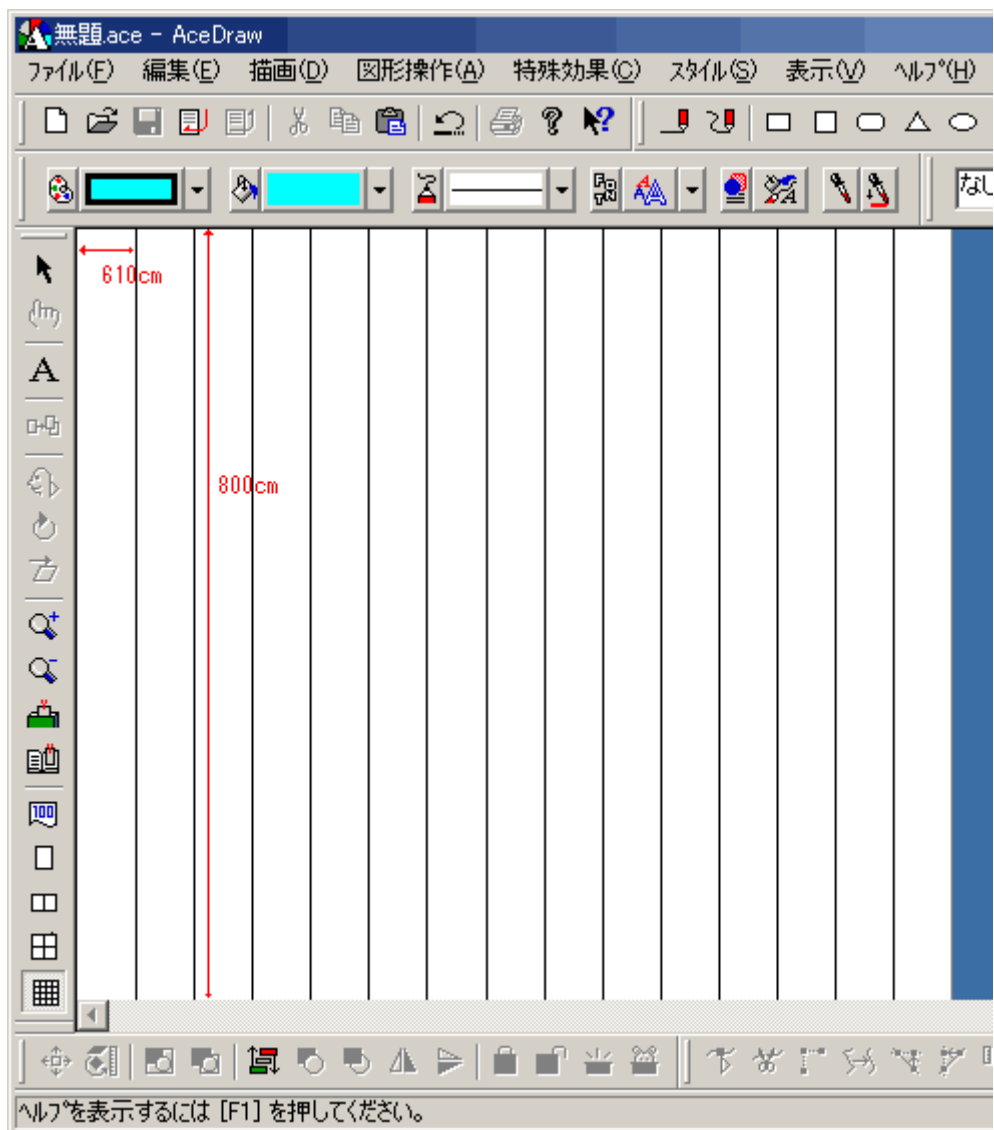 無題.ace - AceDraw
ファイル(F) 編集(E) 描画(D) 図形操作(A) 特殊効果(C) スタイル(S) 表示(V) ヘルプ(H)
なし
610cm
A
800cm
100
ヘルプを表示するには [F1] を押してください。